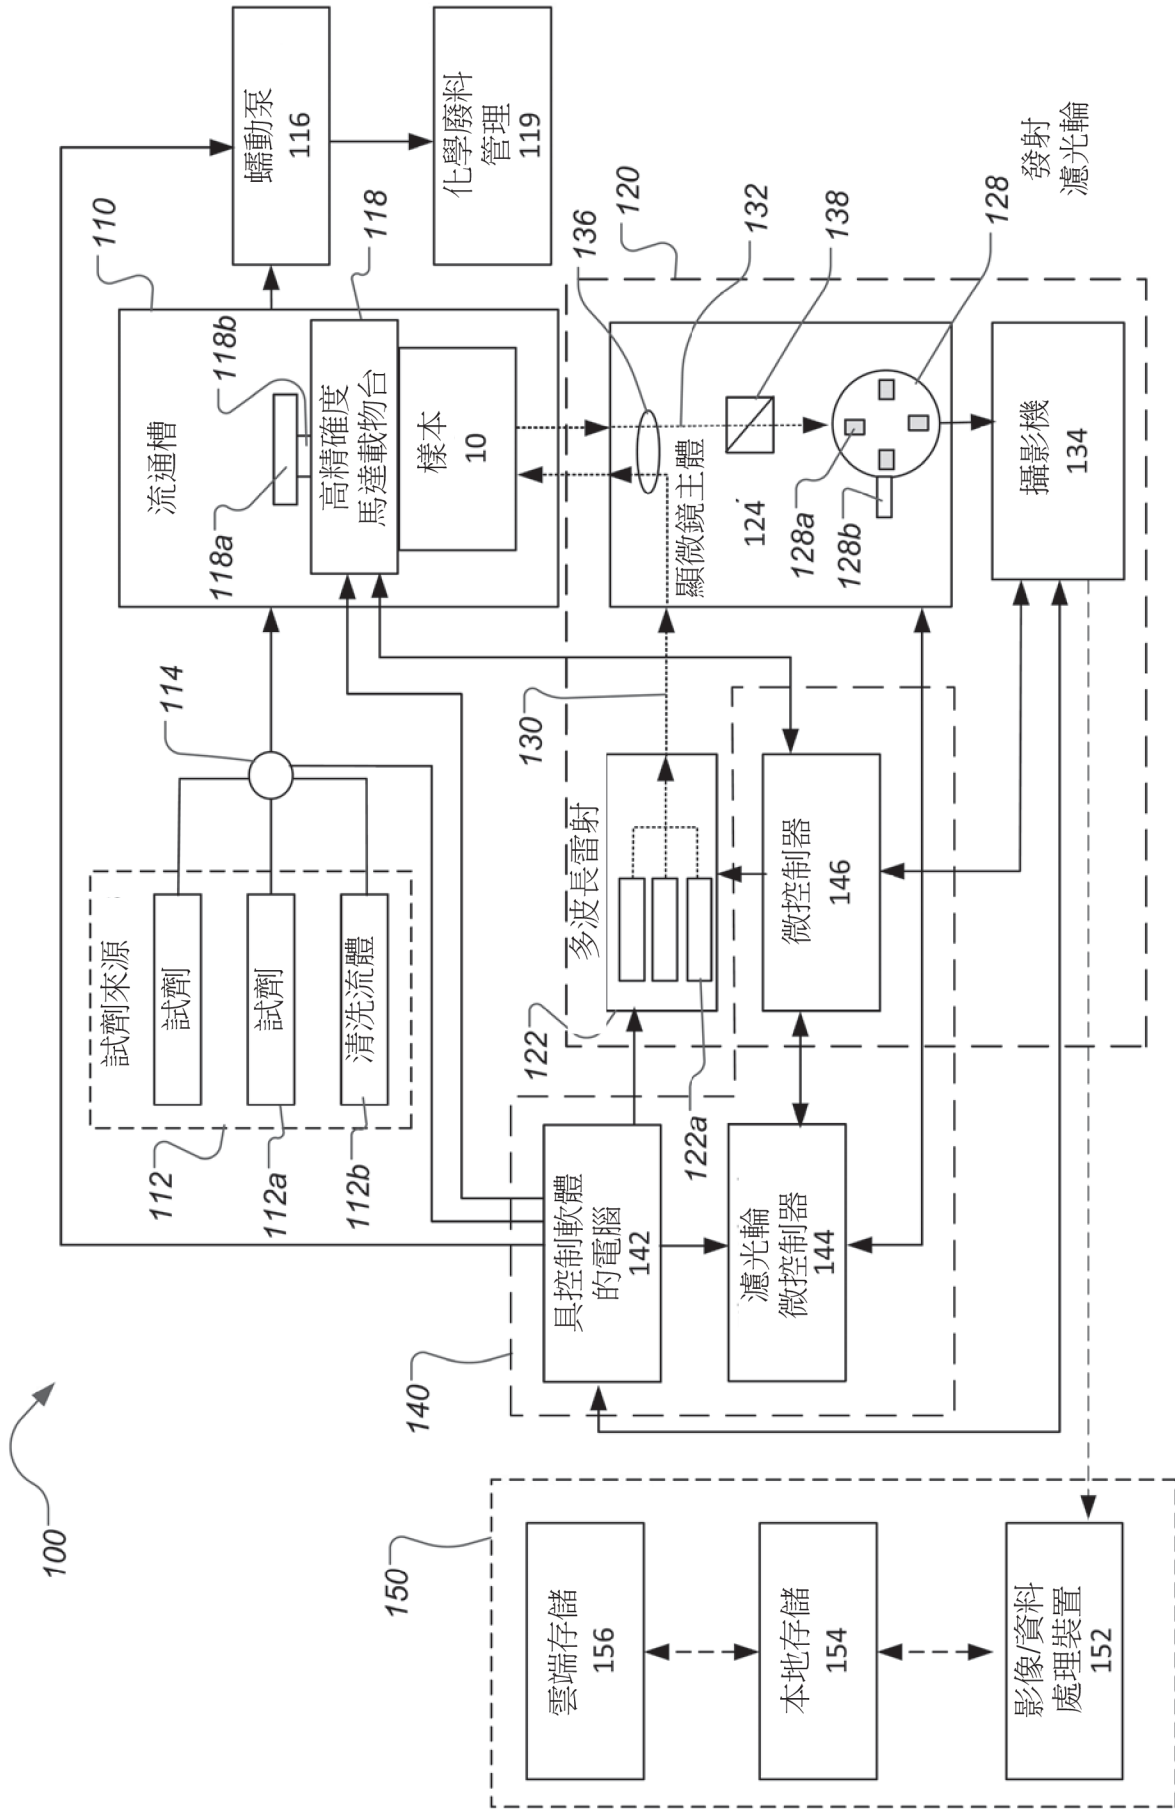 100
流通槽
110
試劑來源
試劑
試劑
清洗流體
112
112a
112b
114
118a
118b
高精確度
馬達載物台
118
樣本
10
蠕動泵
116
化學廢料
管理
119
150
雲端存儲
156
本地存儲
154
影像/資料
處理裝置
152
140
具控制軟體
的電腦
142
濾光輪
微控制器
144
122
多波長雷射
122a
130
微控制器
146
顯微鏡主體
124
136
120
132
138
128a
128b
128
發射
濾光輪
攝影機
134